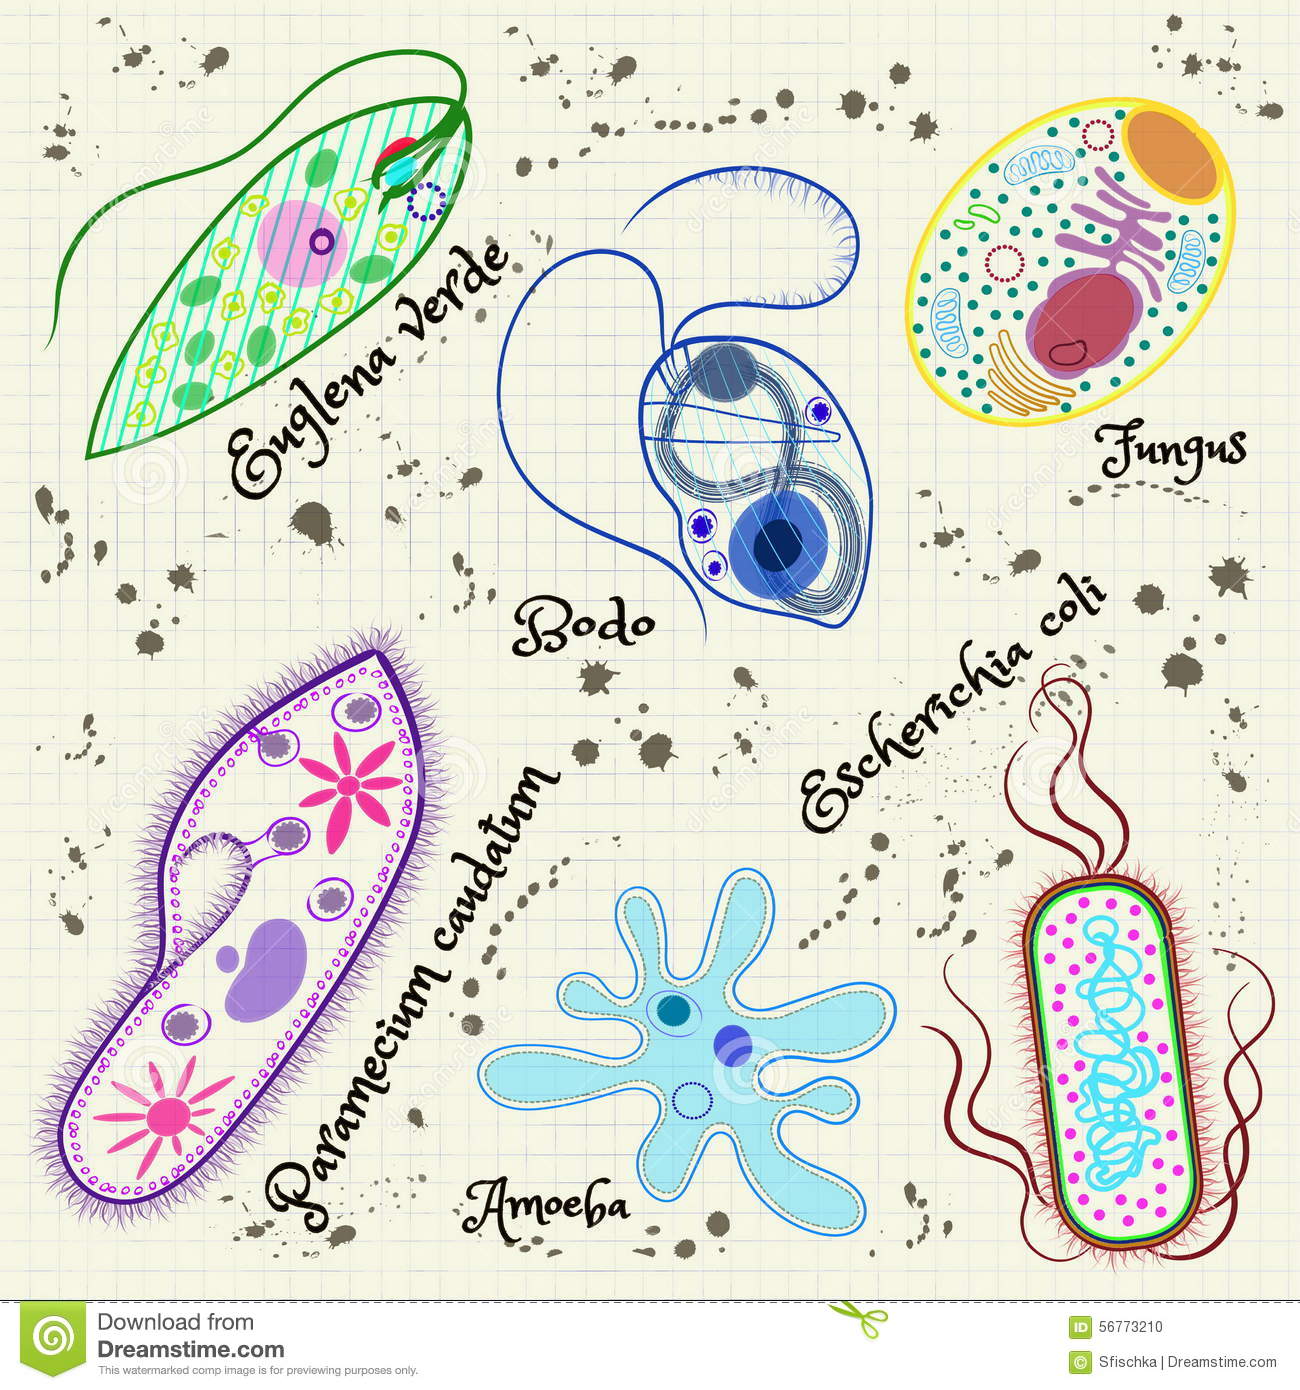 Euglena verde
Fungus
Bodo
Escherichia coli
Paramecium caudatum
Amoeba
Download from
Dreamstime.com
This watermarked comp image is for previewing purposes only.
ID 56773210
© Sfischka | Dreamstime.com